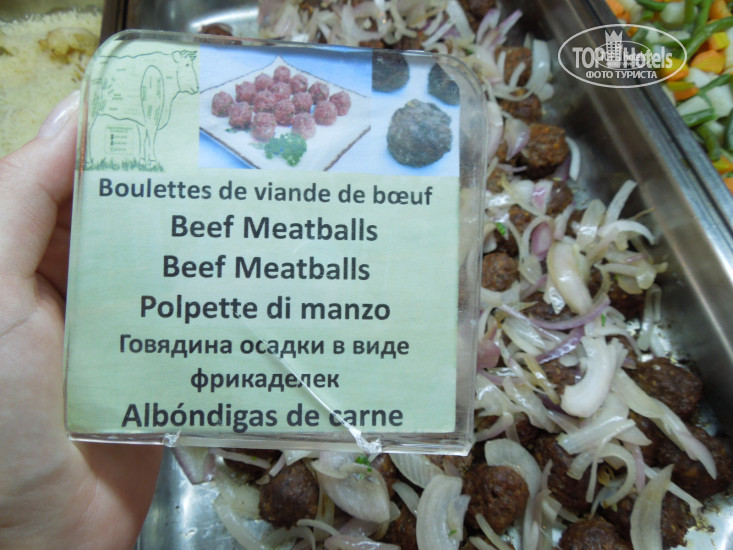 TOP Hotels
ФОТО ТУРИСТА
Boulettes de viande de bœuf
Beef Meatballs
Beef Meatballs
Polpette di manzo
Говядина осадки в виде
фрикаделек
Albóndigas de carne